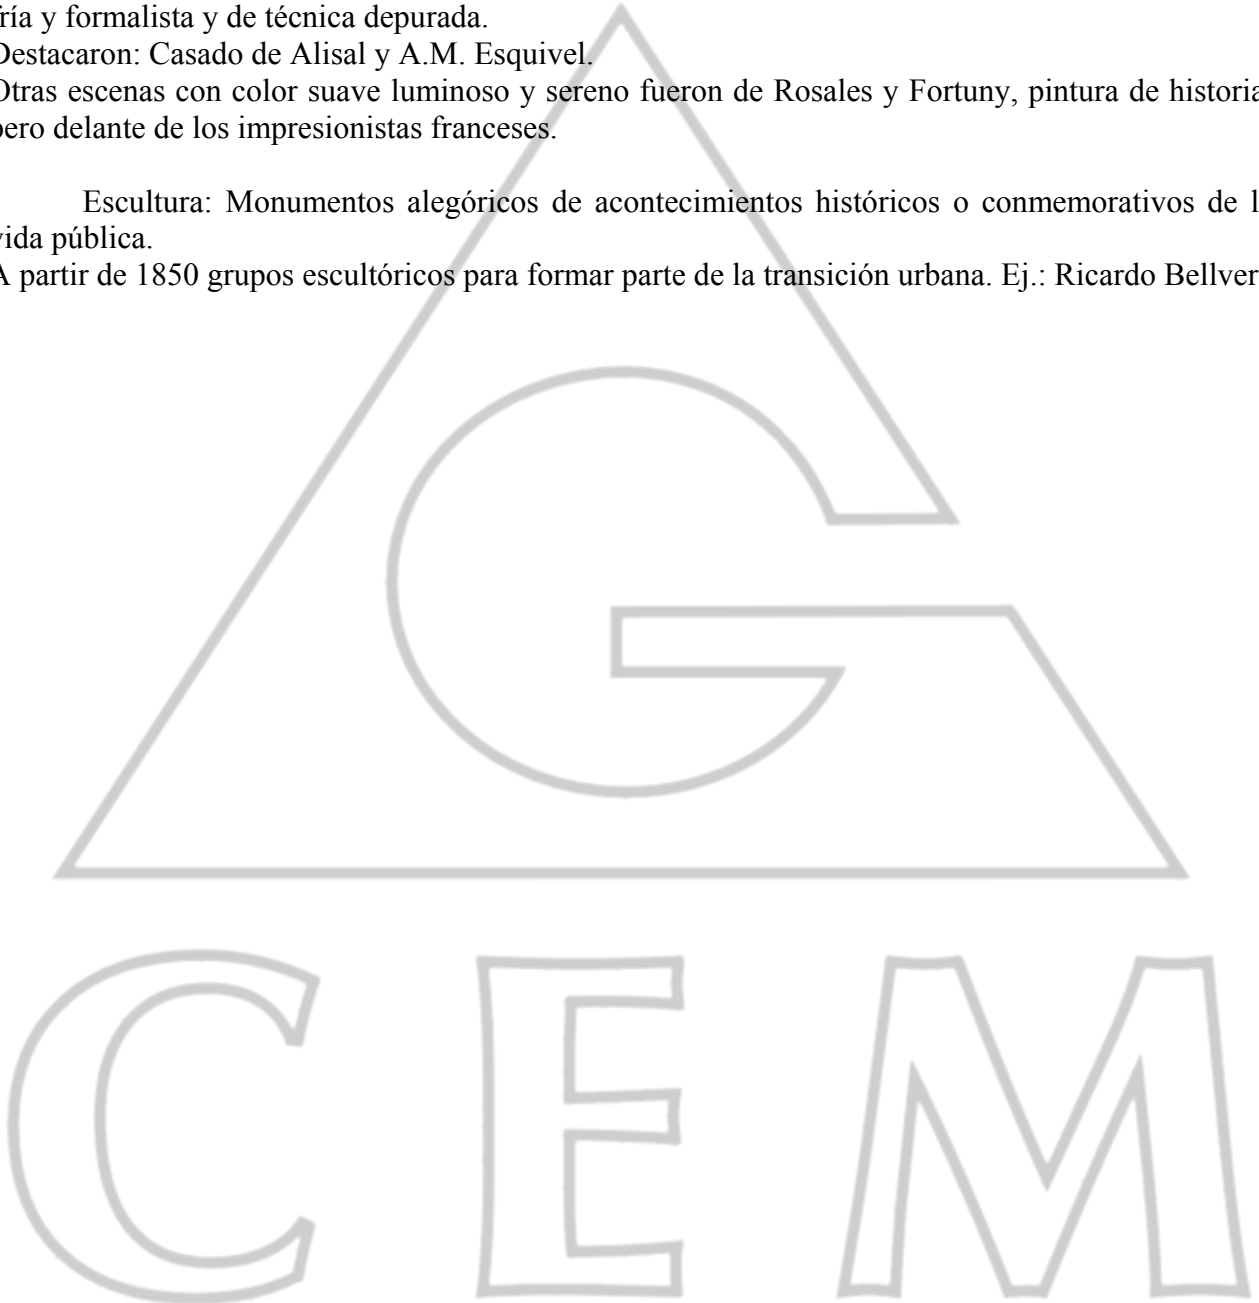 fría y formalista y de técnica depurada.
Destacaron: Casado de Alisal y A.M. Esquivel.
Otras escenas con color suave luminoso y sereno fueron de Rosales y Fortuny, pintura de historia
pero delante de los impresionistas franceses.
Escultura: Monumentos alegóricos de acontecimientos históricos o conmemorativos de l
vida pública.
A partir de 1850 grupos escultóricos para formar parte de la transición urbana. Ej.: Ricardo Bellver
G
CEM